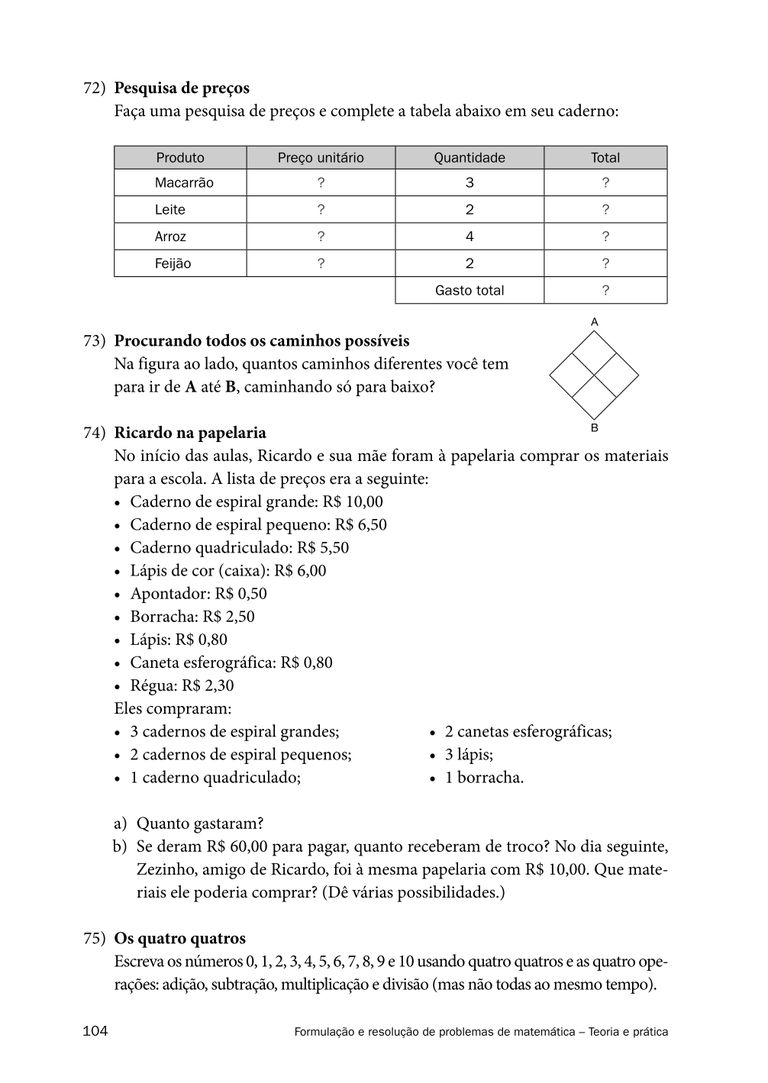 72) Pesquisa de preços
Faça uma pesquisa de preços e complete a tabela abaixo em seu caderno:
Produto Preço unitário Quantidade Total
Macarrão ? 3 ?
Leite ? 2 ?
Arroz ? 4 ?
Feijão ? 2 ?
Gasto total ?
73) Procurando todos os caminhos possíveis
Na figura ao lado, quantos caminhos diferentes você tem
para ir de A até B, caminhando só para baixo?
A
B
74) Ricardo na papelaria
No início das aulas, Ricardo e sua mãe foram à papelaria comprar os materiais
para a escola. A lista de preços era a seguinte:
• Caderno de espiral grande: R$ 10,00
• Caderno de espiral pequeno: R$ 6,50
• Caderno quadriculado: R$ 5,50
• Lápis de cor (caixa): R$ 6,00
• Apontador: R$ 0,50
• Borracha: R$ 2,50
• Lápis: R$ 0,80
• Caneta esferográfica: R$ 0,80
• Régua: R$ 2,30
Eles compraram:
• 3 cadernos de espiral grandes;
• 2 cadernos de espiral pequenos;
• 1 caderno quadriculado;
• 2 canetas esferográficas;
• 3 lápis;
• 1 borracha.
a) Quanto gastaram?
b) Se deram R$ 60,00 para pagar, quanto receberam de troco? No dia seguinte,
Zezinho, amigo de Ricardo, foi à mesma papelaria com R$ 10,00. Que mate-
riais ele poderia comprar? (Dê várias possibilidades.)
75) Os quatro quatros
Escreva os números 0, 1, 2, 3, 4, 5, 6, 7, 8, 9 e 10 usando quatro quatros e as quatro ope-
rações: adição, subtração, multiplicação e divisão (mas não todas ao mesmo tempo).
104 Formulação e resolução de problemas de matemática – Teoria e prática